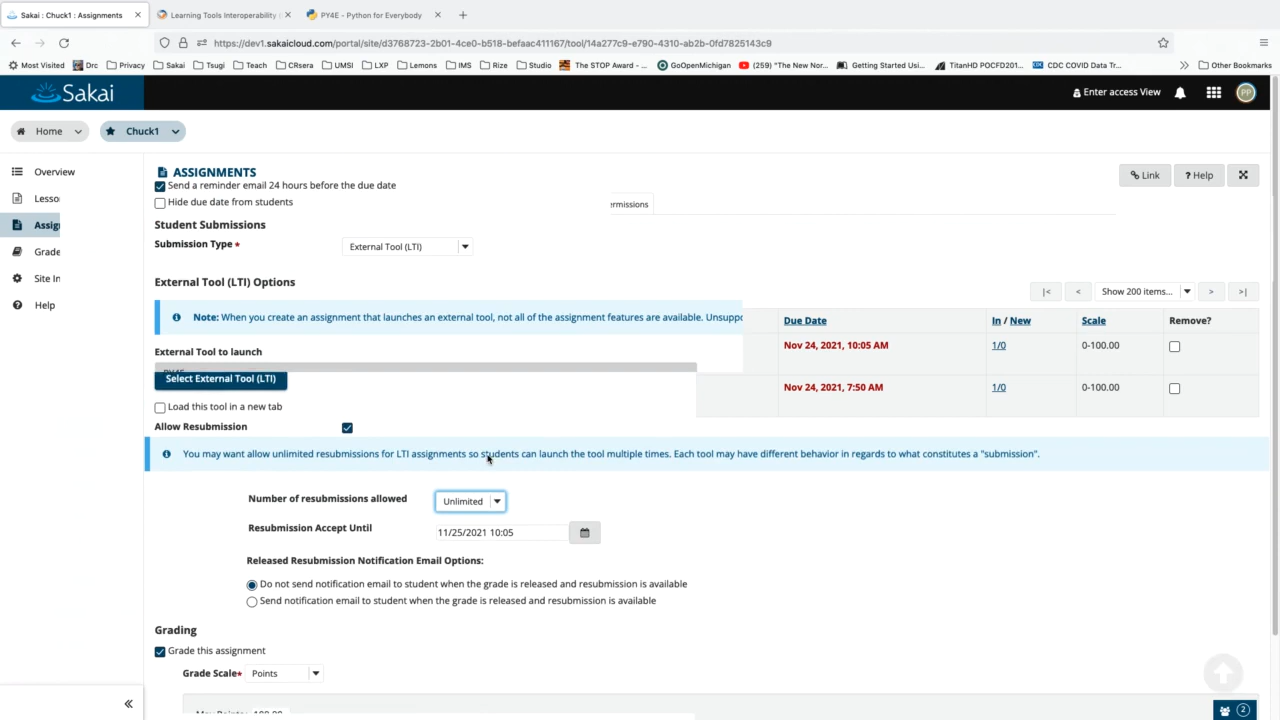 Sakai : Chuck1 : Assignments
Learning Tools Interoperability
PY4E - Python for Everybody
https://dev1.sakaicloud.com/portal/site/d3768723-2b01-4ce0-b518-befaac411167/tool/14a277c9-e790-4310-ab2b-0fd7825143c9
Most Visited Drc Privacy Sakai Tsugi Teach CRsera UMSI LXP Lemons IMS Rize Studio The STOP Award - ... GoOpenMichigan (259) "The New Nor... Getting Started Usi... TitanHD POCFD201... CDC COVID Data Tr... Other Bookmarks
Sakai
Enter access View
PP
Home
Chuck1
Overview
Lesso
Assig
Grade
Site In
Help
ASSIGNMENTS
Link
? Help
Send a reminder email 24 hours before the due date
Hide due date from students
ermissions
Student Submissions
Submission Type *
External Tool (LTI)
External Tool (LTI) Options
|< < Show 200 items... > >|
Note: When you create an assignment that launches an external tool, not all of the assignment features are available. Unsuppo
Due Date In / New Scale Remove?
Nov 24, 2021, 10:05 AM 1/0 0-100.00
Nov 24, 2021, 7:50 AM 1/0 0-100.00
External Tool to launch
Select External Tool (LTI)
Load this tool in a new tab
Allow Resubmission
You may want allow unlimited resubmissions for LTI assignments so students can launch the tool multiple times. Each tool may have different behavior in regards to what constitutes a "submission".
Number of resubmissions allowed
Unlimited
Resubmission Accept Until
11/25/2021 10:05
Released Resubmission Notification Email Options:
Do not send notification email to student when the grade is released and resubmission is available
Send notification email to student when the grade is released and resubmission is available
Grading
Grade this assignment
Grade Scale* Points
2